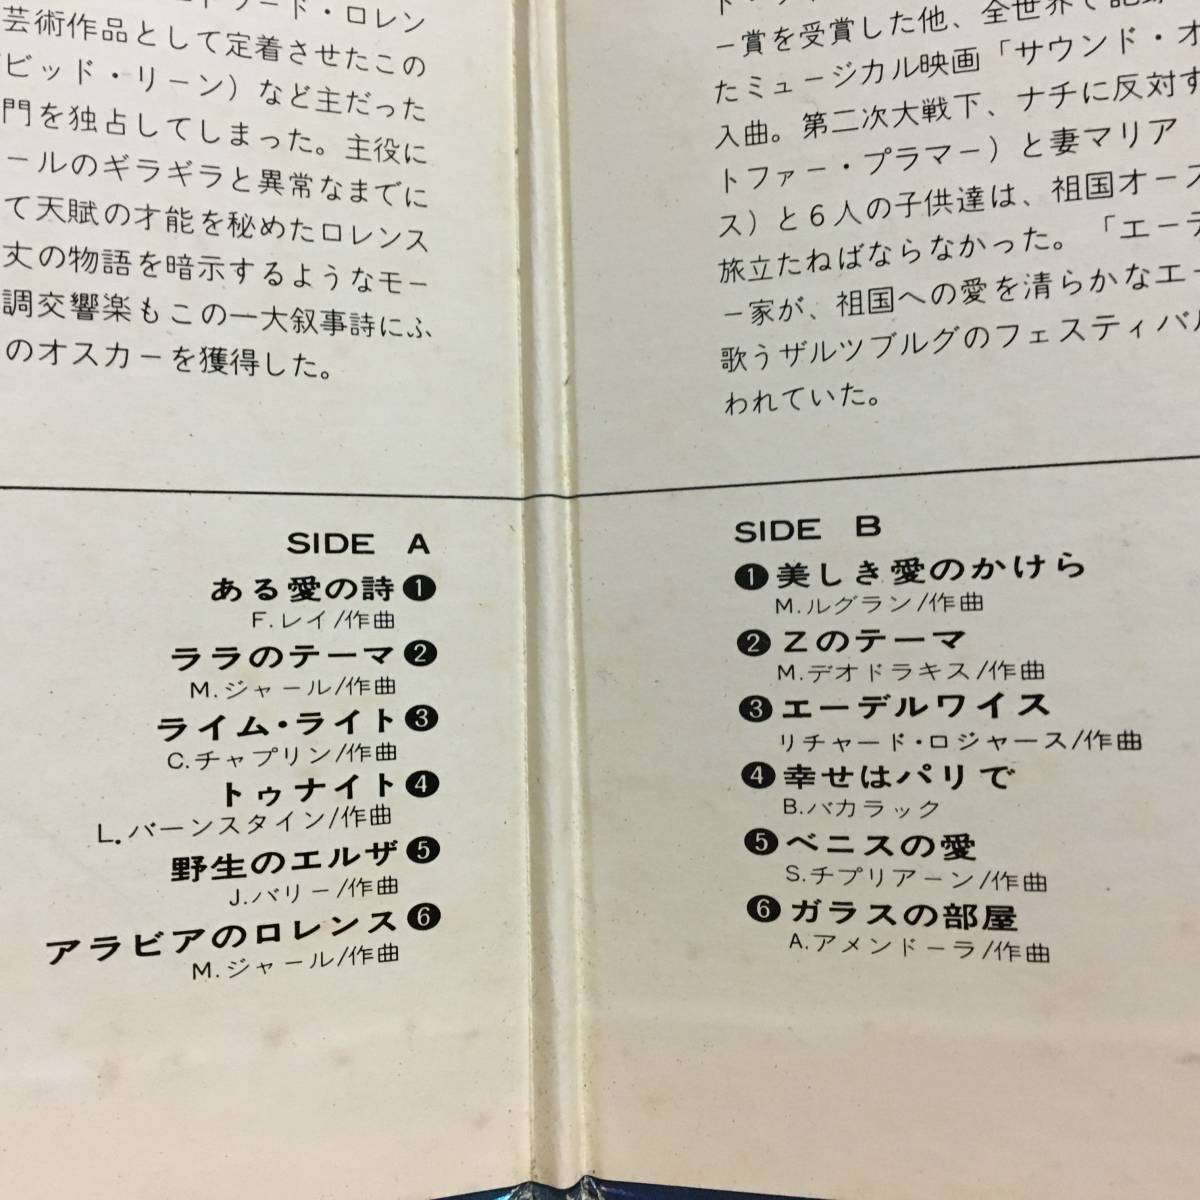 ード・ロレン
芸術作品として定着させたこの
ビッド・リーン）など主だった
門を独占してしまった。主役に
ールのギラギラと異常なまでに
て天賦の才能を秘めたロレンス
丈の物語を暗示するようなモー
調交響楽もこの一大叙事詩にふ
のオスカーを獲得した。
ー賞を受賞した他、全世界で記
たミュージカル映画「サウンド・オ
入曲。第二次大戦下、ナチに反対す
トファー・プラマー）と妻マリア
ス）と６人の子供達は、祖国オース
旅立たねばならなかった。「エーデ
一家が、祖国への愛を清らかなエー
歌うザルツブルグのフェスティバル
われていた。
SIDE A
ある愛の詩❶
F.レイ/作曲
ララのテーマ❷
M.ジャール/作曲
ライム・ライト❸
C.チャプリン/作曲
トゥナイト❹
L.バーンスタイン/作曲
野生のエルザ❺
J.バリー/作曲
アラビアのロレンス❻
M.ジャール/作曲
SIDE B
❶美しき愛のかけら
M.ルグラン/作曲
❷Zのテーマ
M.デオドラキス/作曲
❸エーデルワイス
リチャード・ロジャース/作曲
❹幸せはパリで
B.バカラック
❺ベニスの愛
S.チプリアーン/作曲
❻ガラスの部屋
A.アメンドーラ/作曲